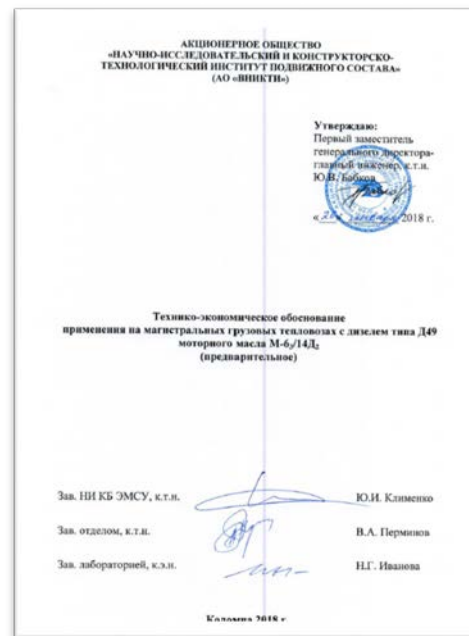 АКЦИОНЕРНОЕ ОБЩЕСТВО
«НАУЧНО-ИССЛЕДОВАТЕЛЬСКИЙ И КОНСТРУКТОРСКО-
ТЕХНОЛОГИЧЕСКИЙ ИНСТИТУТ ПОДВИЖНОГО СОСТАВА»
(АО «ВНИКТИ»)
Утверждаю:
Первый заместитель
генерального директора-
главный инженер, к.т.н.
Ю.В. Бабков
2018 г.
Технико-экономическое обоснование
применения на магистральных грузовых тепловозах с дизелем типа Д49
моторного масла М-6₃/14Д₂
(предварительное)
Зав. НИ КБ ЭМСУ, к.т.н. Ю.И. Клименко
Зав. отделом, к.т.н. В.А. Перминов
Зав. лабораторией, к.э.н. Н.Г. Иванова
Коломна 2018 г